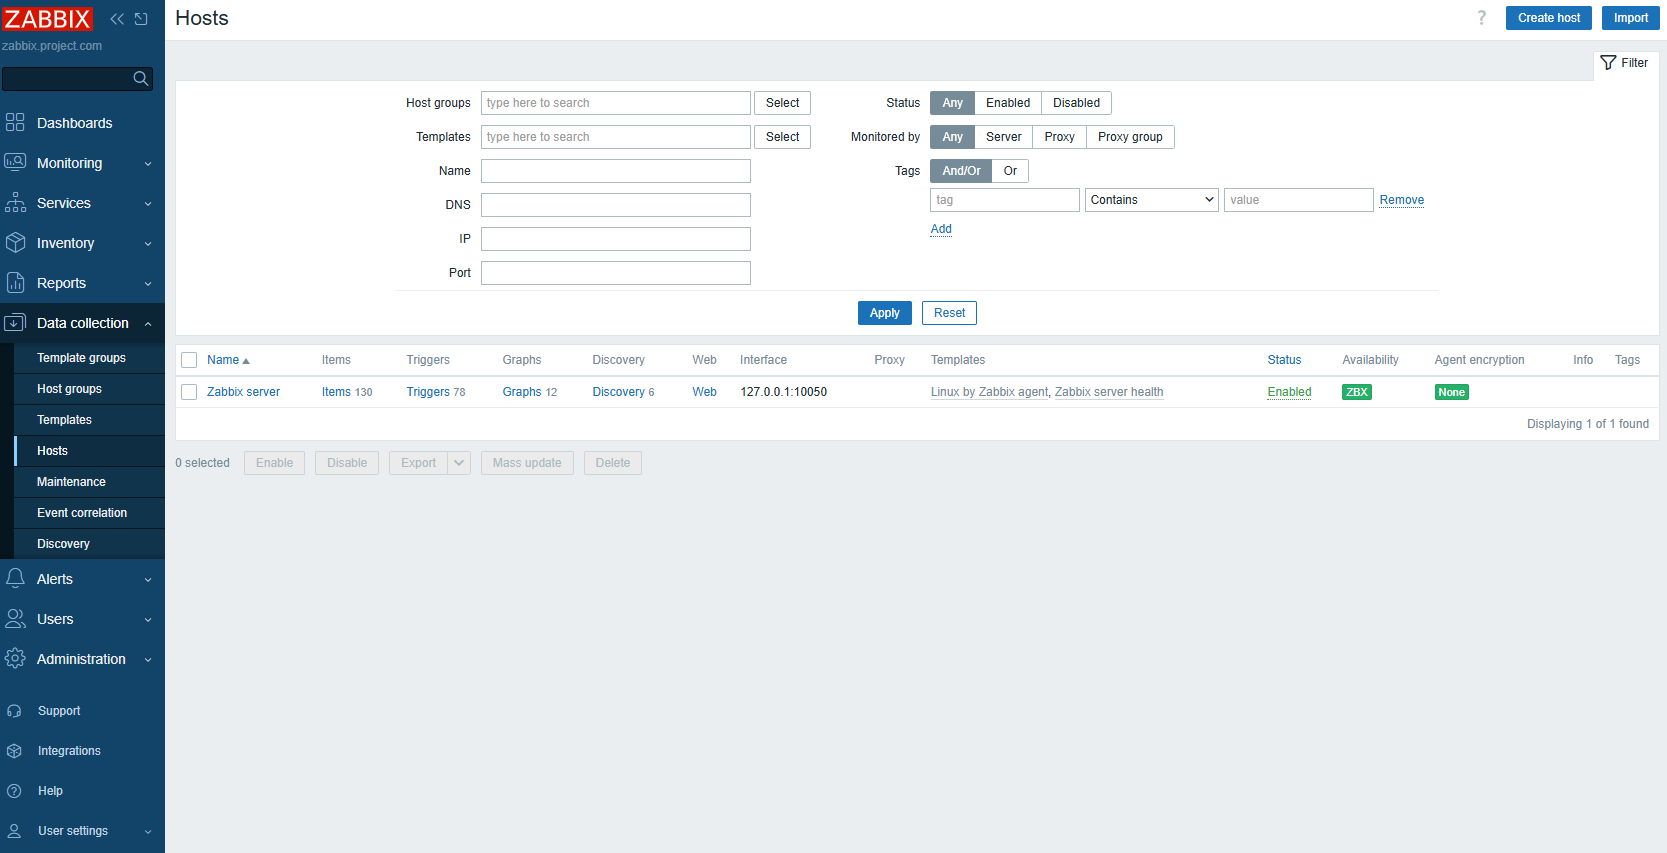 ZABBIX
zabbix.project.com
Dashboards
Monitoring
Services
Inventory
Reports
Data collection
Template groups
Host groups
Templates
Hosts
Maintenance
Event correlation
Discovery
Alerts
Users
Administration
Support
Integrations
Help
User settings
Hosts
? Create host Import
Filter
Host groups type here to search Select
Templates type here to search Select
Name
DNS
IP
Port
Status Any Enabled Disabled
Monitored by Any Server Proxy Proxy group
Tags And/Or Or
tag Contains value Remove
Add
Apply Reset
Name Items Triggers Graphs Discovery Web Interface Proxy Templates Status Availability Agent encryption Info Tags
Zabbix server Items 130 Triggers 78 Graphs 12 Discovery 6 Web 127.0.0.1:10050 Linux by Zabbix agent, Zabbix server health Enabled ZBX None
Displaying 1 of 1 found
0 selected Enable Disable Export Mass update Delete